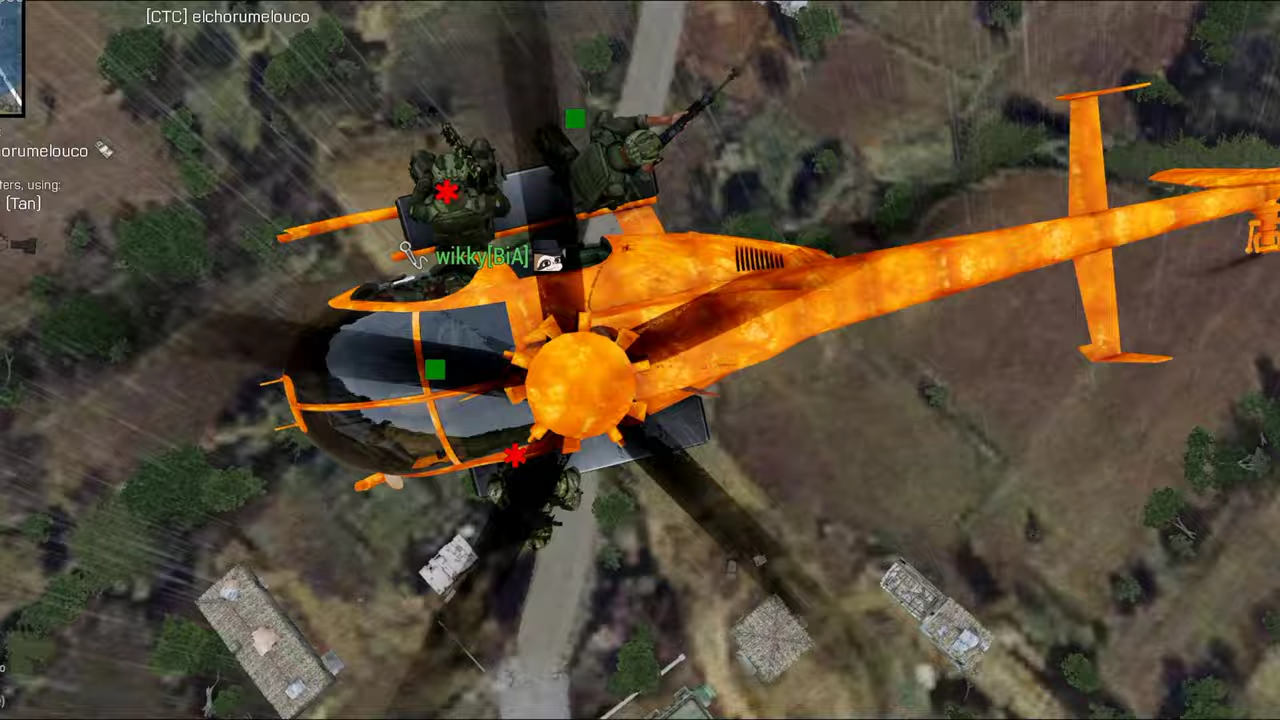 [CTC] elchorumelouco
orumelouco
ters, using:
[Tan]
wikky[BiA]